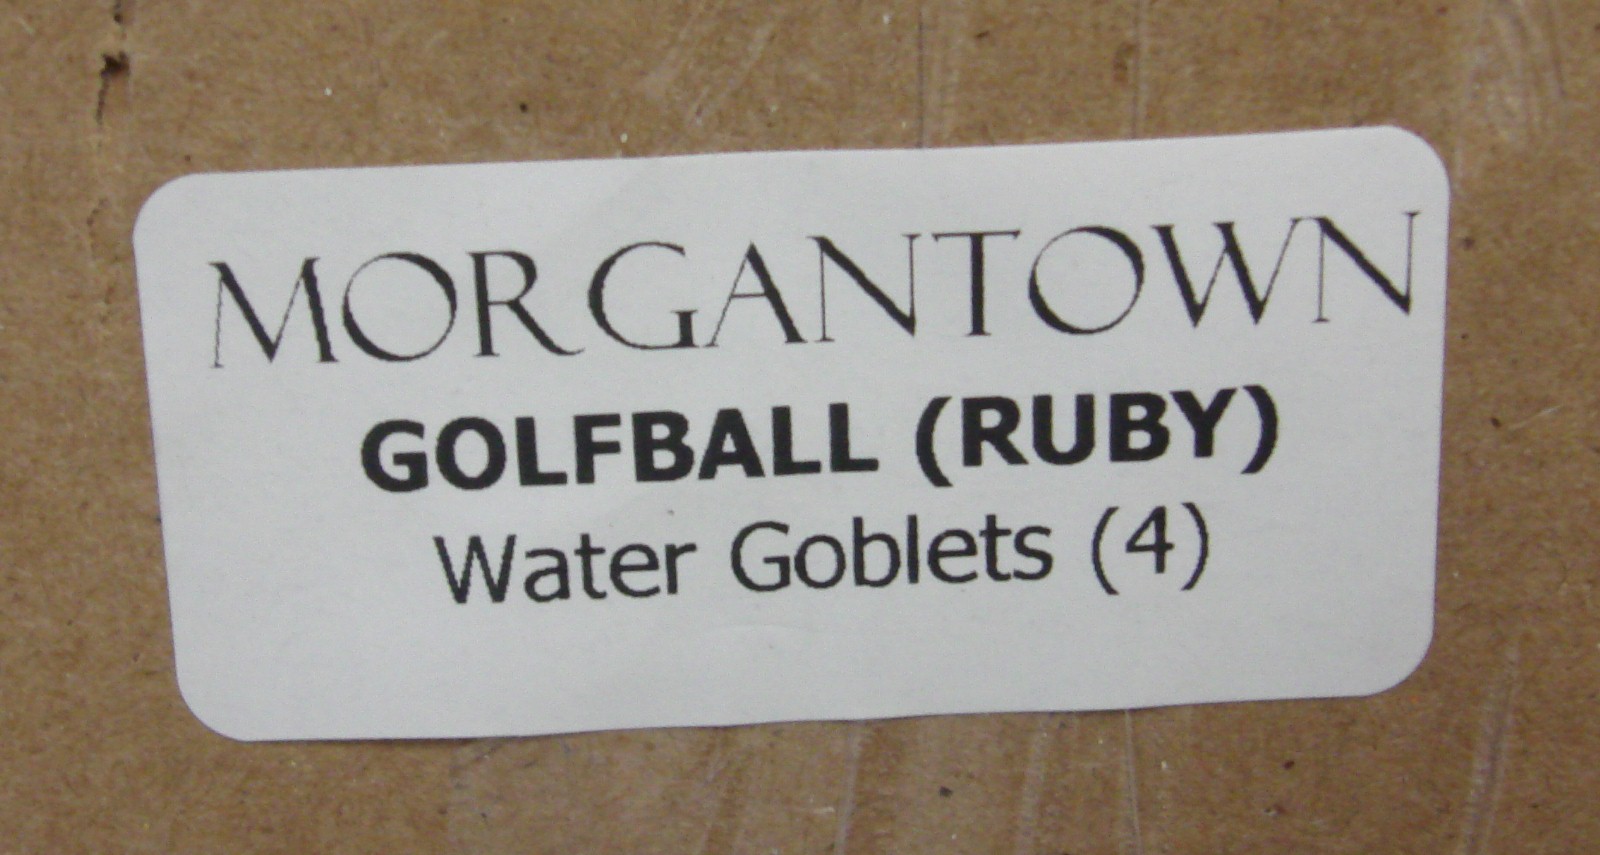 MORGANTOWN
GOLFBALL (RUBY)
Water Goblets (4)